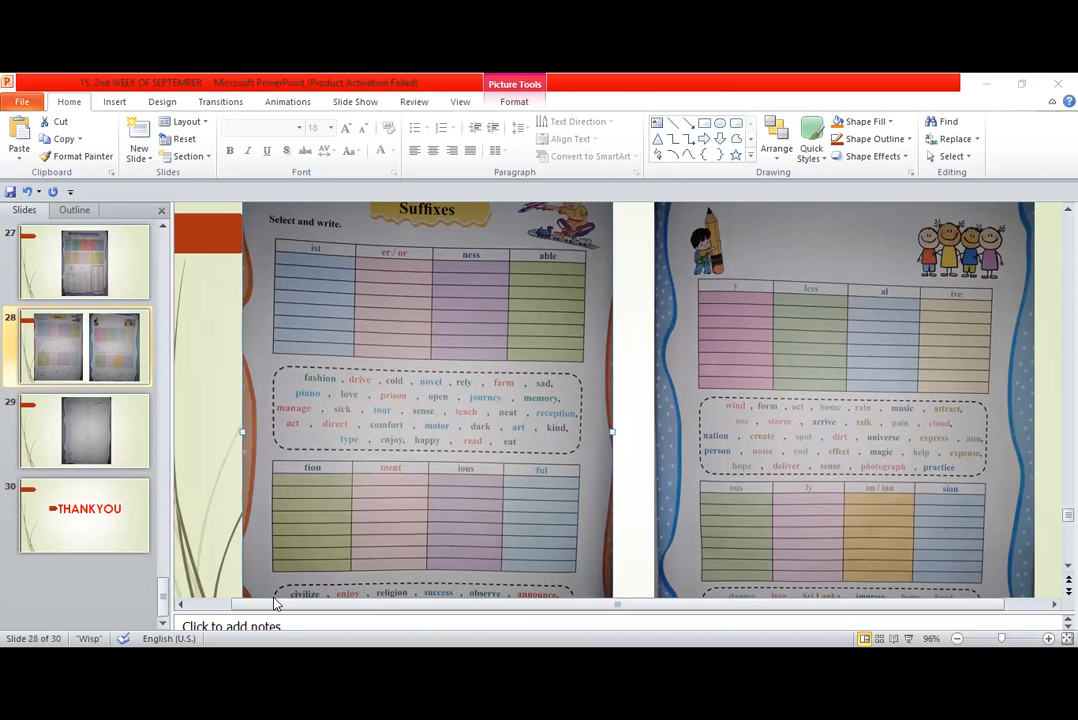 15. 2nd WEEK OF SEPTEMBER - Microsoft PowerPoint (Product Activation Failed)
Picture Tools
File Home Insert Design Transitions Animations Slide Show Review View Format
Paste
Cut
Copy
Format Painter
Clipboard
New Slide
Layout
Reset
Section
Slides
18
Font
Text Direction
Align Text
Convert to SmartArt
Paragraph
Arrange
Quick Styles
Shape Fill
Shape Outline
Shape Effects
Drawing
Find
Replace
Select
Editing
Slides Outline
27
28
29
30
THANKYOU
Suffixes
Select and write.
ist er / or ness able
fashion , drive , cold , novel , rely , farm , sad,
piano , love , prison , open , journey , memory,
manage , sick , tour , sense , teach , neat , reception,
act , direct , comfort , motor , dark , art , kind,
type , enjoy, happy , read , eat
tion ment ious ful
civilize , enjoy , religion , success , observe , announce,
y less al ive
wind , form , act , home , rain , music , attract,
use , storm , arrive , talk , pain , cloud,
nation , create , spot , dirt , universe , express , aim,
person , noise , end , effect , magic , help , expense,
hope , deliver , sense , photograph , practice
ous ly an / ian sion
danger , love , Sri Lanka , impress , fame
Click to add notes
Slide 28 of 30 "Wisp" English (U.S.) 96%